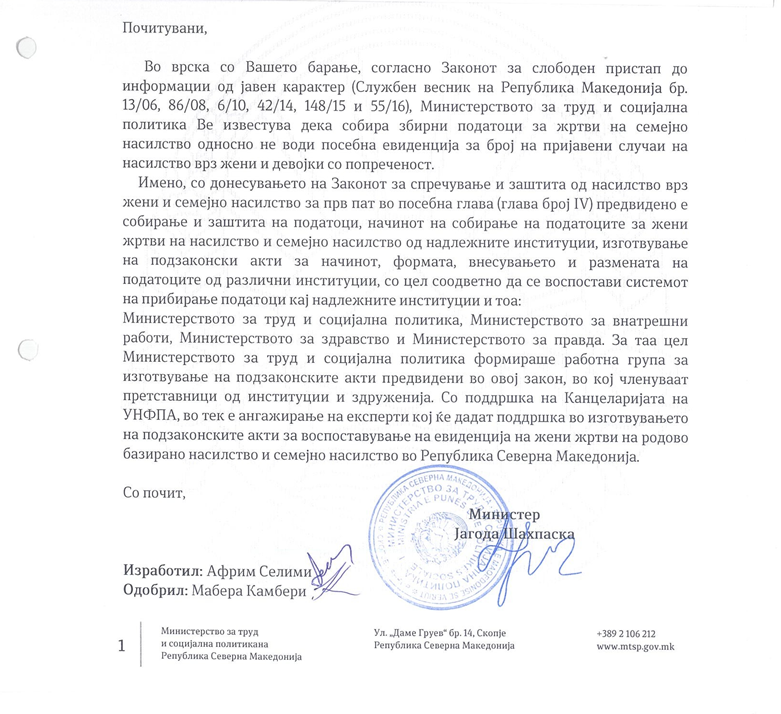 Почитувани,
Во врска со Вашето барање, согласно Законот за слободен пристап до
информации од јавен карактер (Службен весник на Република Македонија бр.
13/06, 86/08, 6/10, 42/14, 148/15 и 55/16), Министерството за труд и социјална
политика Ве известува дека собира збирни податоци за жртви на семејно
насилство односно не води посебна евиденција за број на пријавени случаи на
насилство врз жени и девојки со попреченост.
Имено, со донесувањето на Законот за спречување и заштита од насилство врз
жени и семејно насилство за прв пат во посебна глава (глава број IV) предвидено е
собирање и заштита на податоци, начинот на собирање на податоците за жени
жртви на насилство и семејно насилство од надлежните институции, изготвување
на подзаконски акти за начинот, формата, внесувањето и размената на
податоците од различни институции, со цел соодветно да се воспостави системот
на прибирање податоци кај надлежните институции и тоа:
Министерството за труд и социјална политика, Министерството за внатрешни
работи, Министерството за здравство и Министерството за правда. За таа цел
Министерството за труд и социјална политика формираше работна група за
изготвување на подзаконските акти предвидени во овој закон, во кој членуваат
претставници од институции и здруженија. Со поддршка на Канцеларијата на
УНФПА, во тек е ангажирање на експерти кој ќе дадат поддршка во изготвувањето
на подзаконските акти за воспоставување на евиденција на жени жртви на родово
базирано насилство и семејно насилство во Република Северна Македонија.
Со почит,
Министер
Јагода Шахпаска
Изработил: Африм Селими
Одобрил: Мабера Камбери
1
Министерство за труд
и социјална политикана
Република Северна Македонија
Ул. „Даме Груев“ бр. 14, Скопје
Република Северна Македонија
+389 2 106 212
www.mtsp.gov.mk